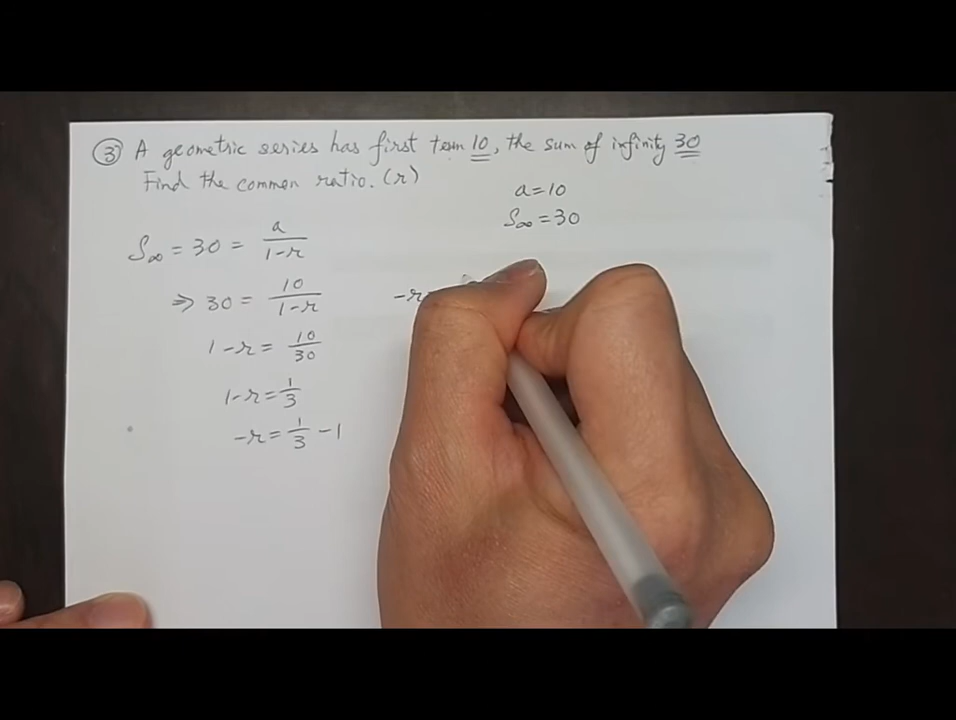 ③ A geometric series has first term 10, the sum of infinity 30
Find the common ratio. (r)
a=10
S∞ = 30
S∞ = 30 = a/(1-r)
⇒ 30 = 10/(1-r)
1-r = 10/30
1-r = 1/3
-r = 1/3 -1
-r